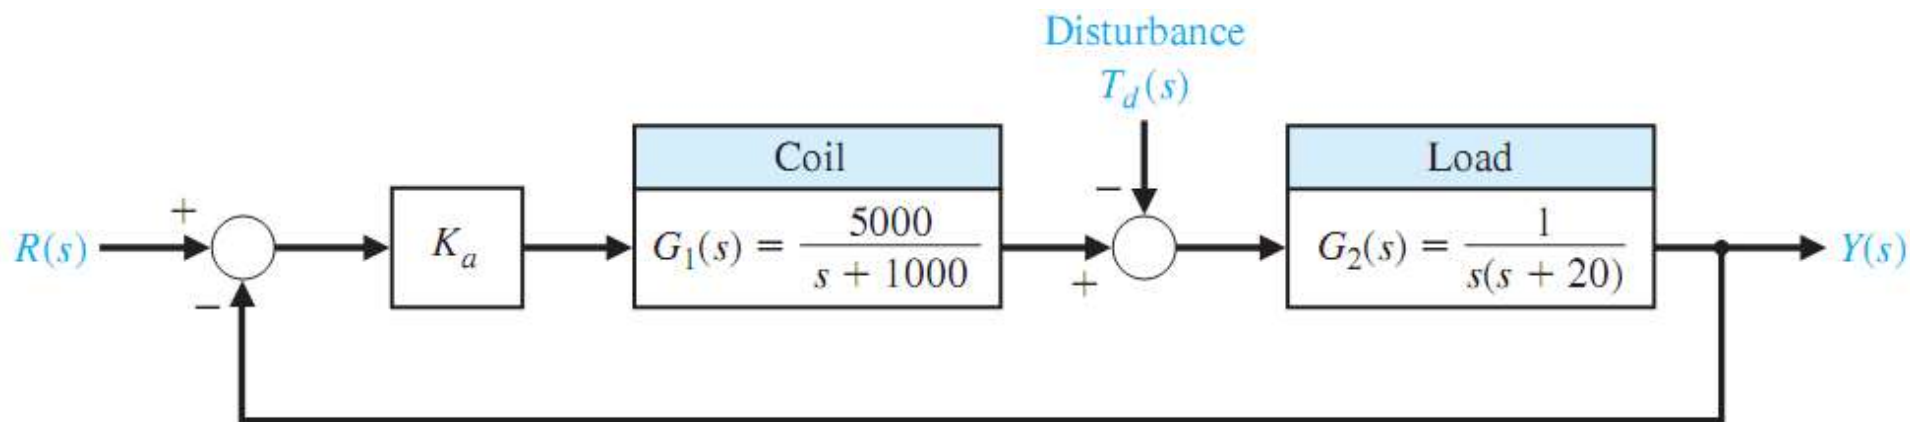 Disturbance
T_d(s)
Coil
Load
+
−
R(s)
K_a
G_1(s) = 5000 / (s + 1000)
G_2(s) = 1 / (s(s + 20))
Y(s)
−
+